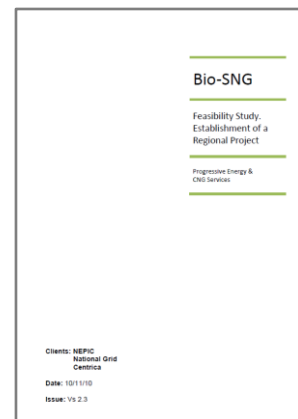 Bio-SNG
Feasibility Study.
Establishment of a
Regional Project
Progressive Energy &
CNG Services
Clients: NEPIC
National Grid
Centrica
Date: 10/11/10
Issue: Vs 2.3